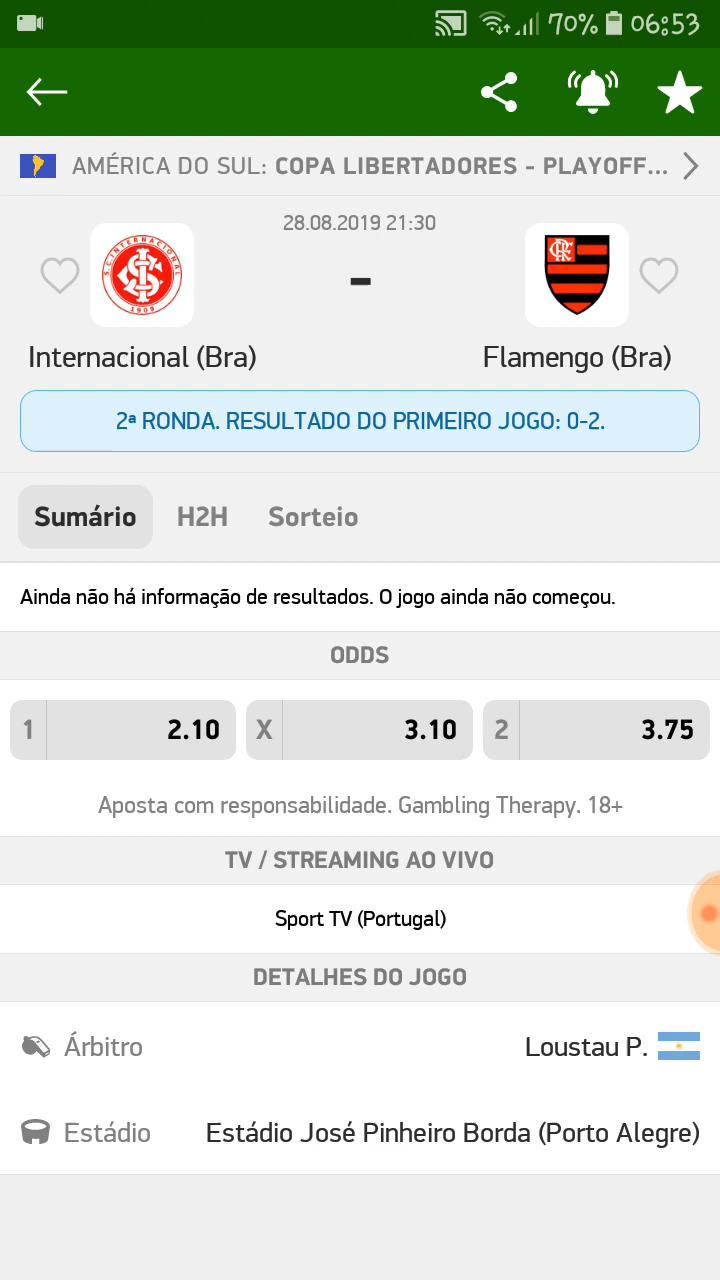 70% 06:53
AMÉRICA DO SUL: COPA LIBERTADORES - PLAYOFF...
28.08.2019 21:30
-
S.C. INTERNACIONAL
1909
Internacional (Bra)
Flamengo (Bra)
2ª RONDA. RESULTADO DO PRIMEIRO JOGO: 0-2.
Sumário H2H Sorteio
Ainda não há informação de resultados. O jogo ainda não começou.
ODDS
1 2.10 X 3.10 2 3.75
Aposta com responsabilidade. Gambling Therapy. 18+
TV / STREAMING AO VIVO
Sport TV (Portugal)
DETALHES DO JOGO
Árbitro Loustau P.
Estádio Estádio José Pinheiro Borda (Porto Alegre)